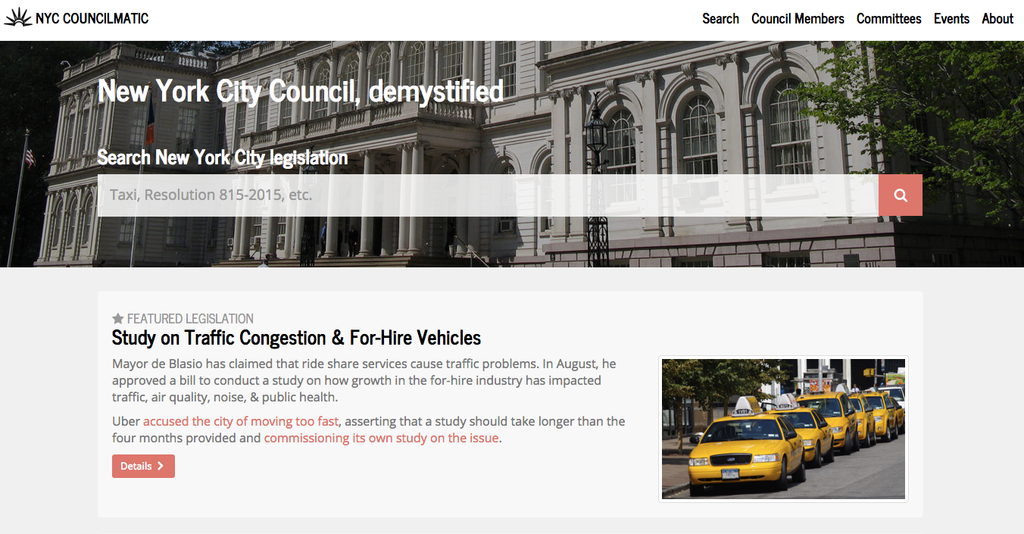 NYC COUNCILMATIC
Search Council Members Committees Events About
New York City Council, demystified
Search New York City legislation
Taxi, Resolution 815-2015, etc.
FEATURED LEGISLATION
Study on Traffic Congestion & For-Hire Vehicles
Mayor de Blasio has claimed that ride share services cause traffic problems. In August, he
approved a bill to conduct a study on how growth in the for-hire industry has impacted
traffic, air quality, noise, & public health.
Uber accused the city of moving too fast, asserting that a study should take longer than the
four months provided and commissioning its own study on the issue.
Details